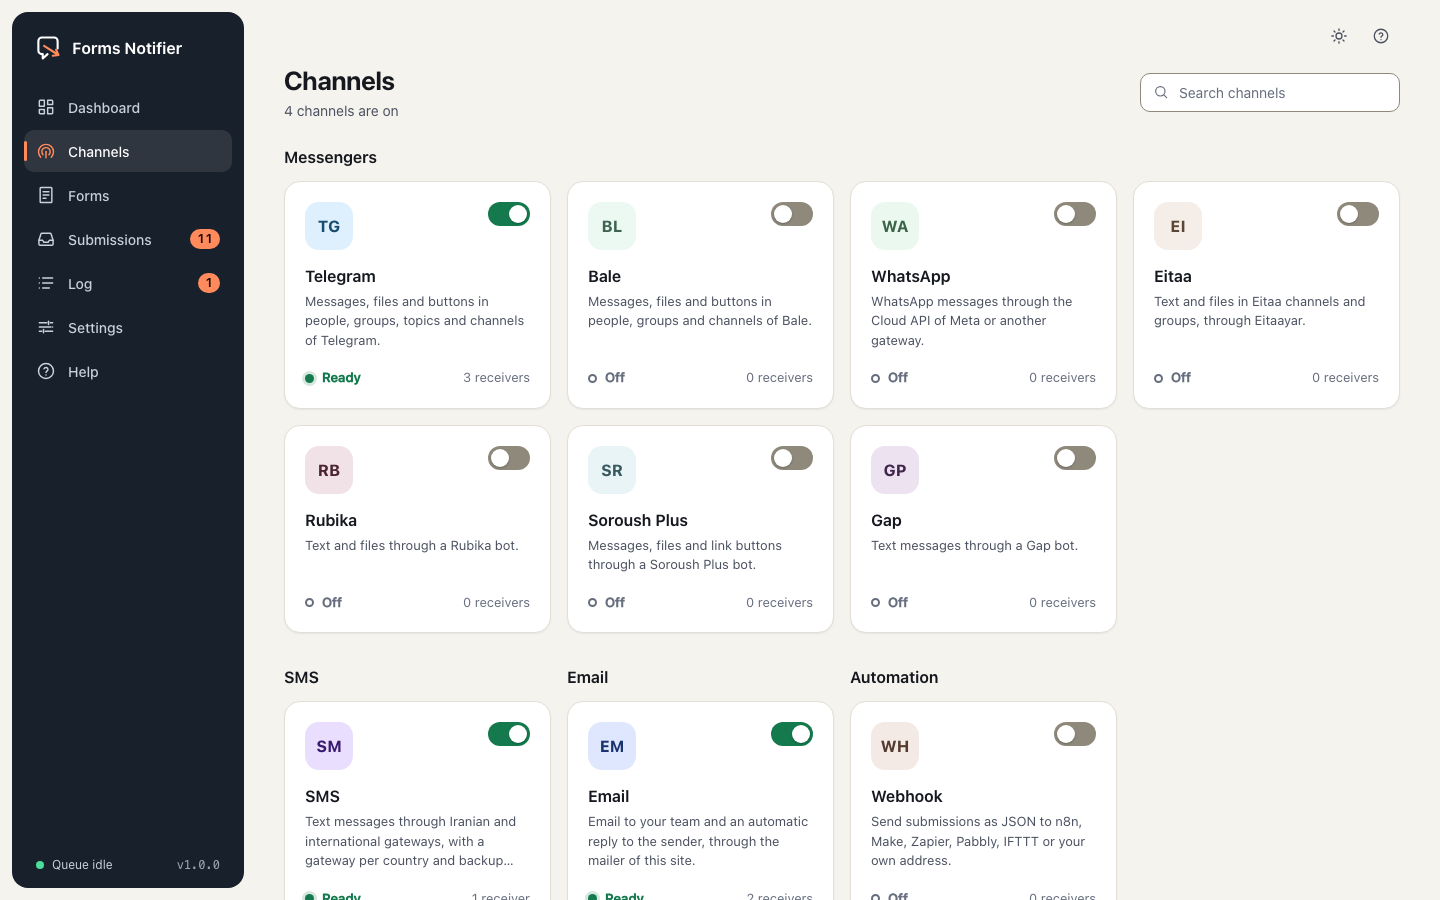 Forms Notifier
Dashboard
Channels
Forms
Submissions 11
Log 1
Settings
Help
Queue idle v1.0.0
Channels
4 channels are on
Search channels
Messengers
TG
Telegram
Messages, files and buttons in
people, groups, topics and channels
of Telegram.
Ready 3 receivers
BL
Bale
Messages, files and buttons in
people, groups and channels of Bale.
Off 0 receivers
WA
WhatsApp
WhatsApp messages through the
Cloud API of Meta or another
gateway.
Off 0 receivers
EI
Eitaa
Text and files in Eitaa channels and
groups, through Eitaayar.
Off 0 receivers
RB
Rubika
Text and files through a Rubika bot.
Off 0 receivers
SR
Soroush Plus
Messages, files and link buttons
through a Soroush Plus bot.
Off 0 receivers
GP
Gap
Text messages through a Gap bot.
Off 0 receivers
SMS
SM
SMS
Text messages through Iranian and
international gateways, with a
gateway per country and backup...
Ready 1 receiver
Email
EM
Email
Email to your team and an automatic
reply to the sender, through the
mailer of this site.
Ready 2 receivers
Automation
WH
Webhook
Send submissions as JSON to n8n,
Make, Zapier, Pabbly, IFTTT or your
own address.
Off 0 receivers